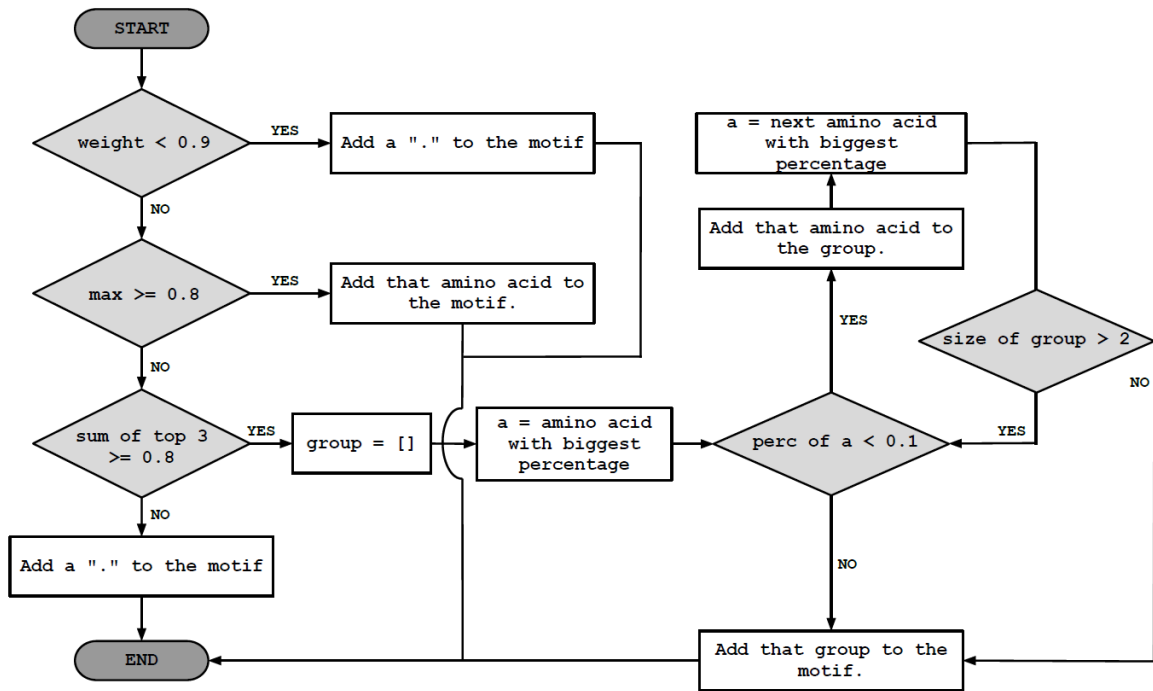 START
weight < 0.9
YES
Add a "." to the motif
NO
max >= 0.8
YES
Add that amino acid to
the motif.
NO
sum of top 3
>= 0.8
YES
group = []
a = amino acid
with biggest
percentage
NO
Add a "." to the motif
END
a = next amino acid
with biggest
percentage
Add that amino acid to
the group.
YES
size of group > 2
NO
YES
perc of a < 0.1
NO
Add that group to the
motif.